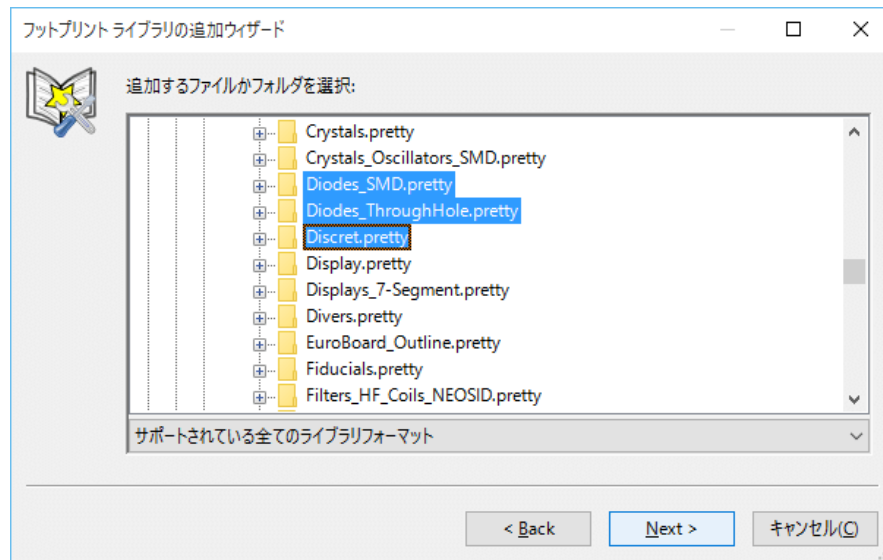 フットプリント ライブラリの追加ウィザード
追加するファイルかフォルダを選択:
Crystals.pretty
Crystals_Oscillators_SMD.pretty
Diodes_SMD.pretty
Diodes_ThroughHole.pretty
Discret.pretty
Display.pretty
Displays_7-Segment.pretty
Divers.pretty
EuroBoard_Outline.pretty
Fiducials.pretty
Filters_HF_Coils_NEOSID.pretty
サポートされている全てのライブラリフォーマット
< Back Next > キャンセル(C)